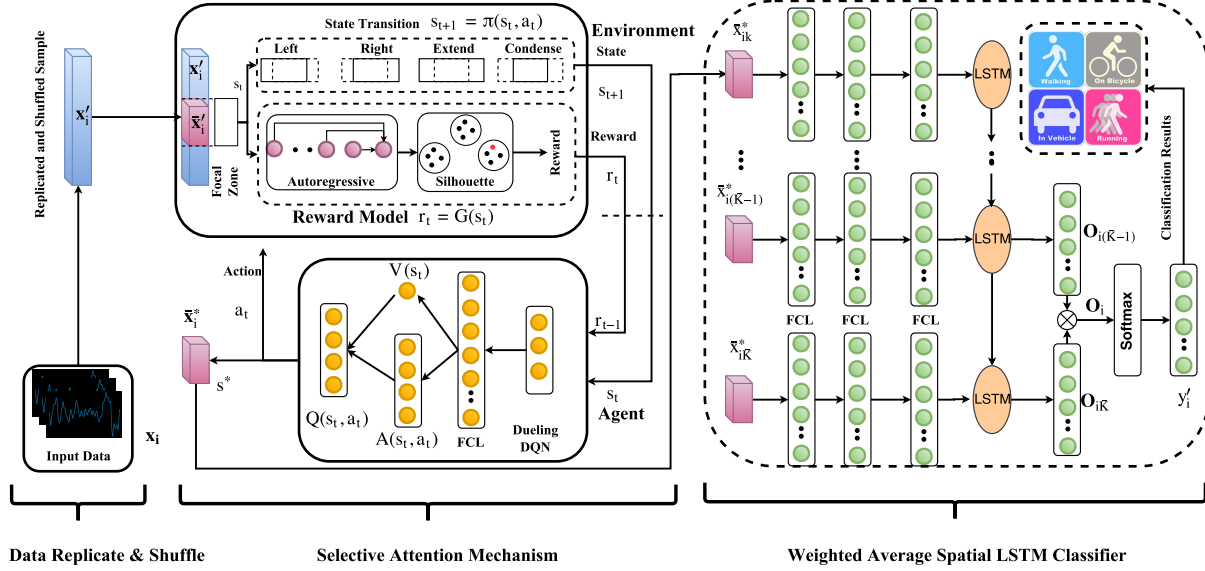 Replicated and Shuffled Sample
x′ᵢ
Input Data
xᵢ
State Transition sₜ₊₁ = π(sₜ, aₜ)
Environment
Left
Right
Extend
Condense
State
sₜ₊₁
x′ᵢ
x̄′ᵢ
sₜ
Focal
Zone
Autoregressive
Silhouette
Reward
Reward
rₜ
Reward Model rₜ = G(sₜ)
Action
aₜ
x̄*ᵢ
s*
V(sₜ)
Q(sₜ, aₜ)
A(sₜ, aₜ)
FCL
Dueling
DQN
rₜ₋₁
sₜ
Agent
x̄*ᵢₖ
LSTM
Walking
On Bicycle
In Vehicle
Running
x̄*ᵢ(K̄−1)
LSTM
Oᵢ(K̄−1)
Classification Results
FCL
FCL
FCL
Oᵢ
Softmax
x̄*ᵢK̄
LSTM
OᵢK̄
y′ᵢ
Data Replicate & Shuffle
Selective Attention Mechanism
Weighted Average Spatial LSTM Classifier